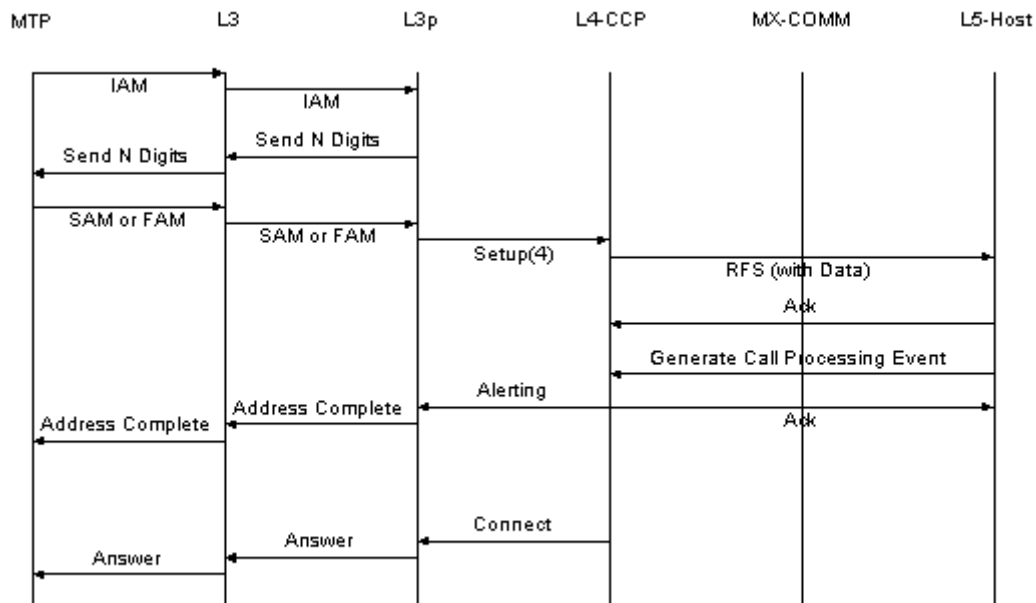 MTP L3 L3p L4-CCP MX-COMM L5-Host
IAM
IAM
Send N Digits
Send N Digits
SAM or FAM
SAM or FAM
Setup(4)
RFS (with Data)
Ack
Generate Call Processing Event
Alerting
Address Complete
Ack
Address Complete
Connect
Answer
Answer